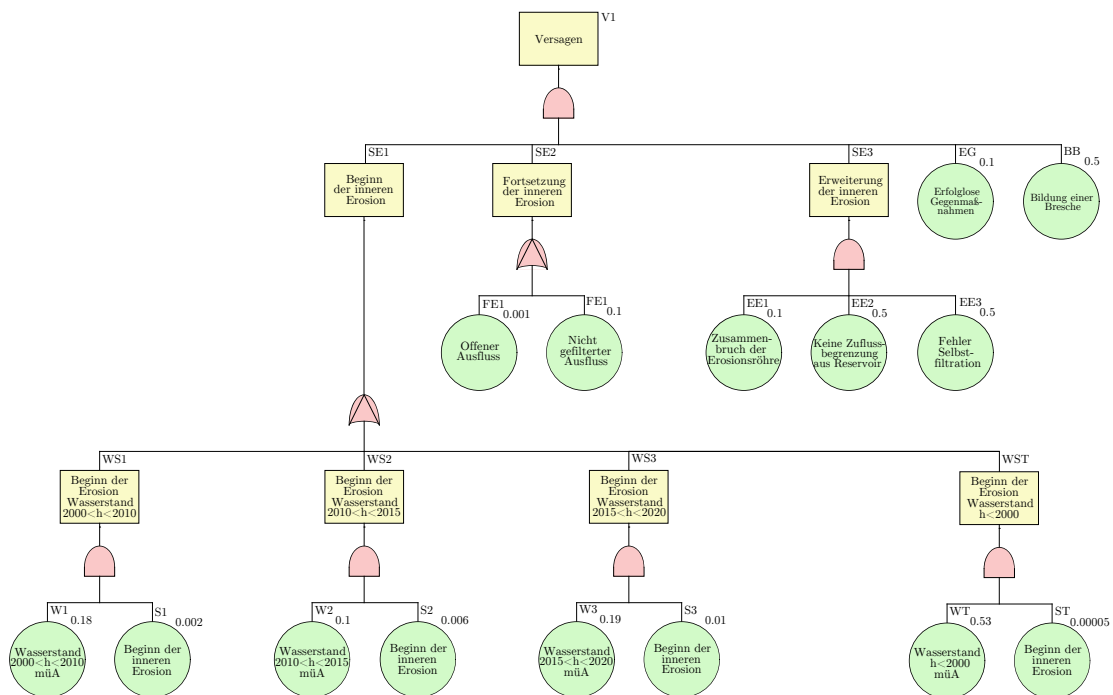 V1
Versagen
SE1
Beginn
der inneren
Erosion
SE2
Fortsetzung
der inneren
Erosion
SE3
Erweiterung
der inneren
Erosion
EG
0.1
Erfolglose
Gegenmaß-
nahmen
BB
0.5
Bildung einer
Bresche
FE1
0.001
Offener
Ausfluss
FE1
0.1
Nicht
gefilterter
Ausfluss
EE1
0.1
Zusammen-
bruch der
Erosionsröhre
EE2
0.5
Keine Zufluss-
begrenzung
aus Reservoir
EE3
0.5
Fehler
Selbst-
filtration
WS1
Beginn der
Erosion
Wasserstand
2000<h<2010
WS2
Beginn der
Erosion
Wasserstand
2010<h<2015
WS3
Beginn der
Erosion
Wasserstand
2015<h<2020
WST
Beginn der
Erosion
Wasserstand
h<2000
W1
0.18
Wasserstand
2000<h<2010
müA
S1
0.002
Beginn der
inneren
Erosion
W2
0.1
Wasserstand
2010<h<2015
müA
S2
0.006
Beginn der
inneren
Erosion
W3
0.19
Wasserstand
2015<h<2020
müA
S3
0.01
Beginn der
inneren
Erosion
WT
0.53
Wasserstand
h<2000
müA
ST
0.00005
Beginn der
inneren
Erosion